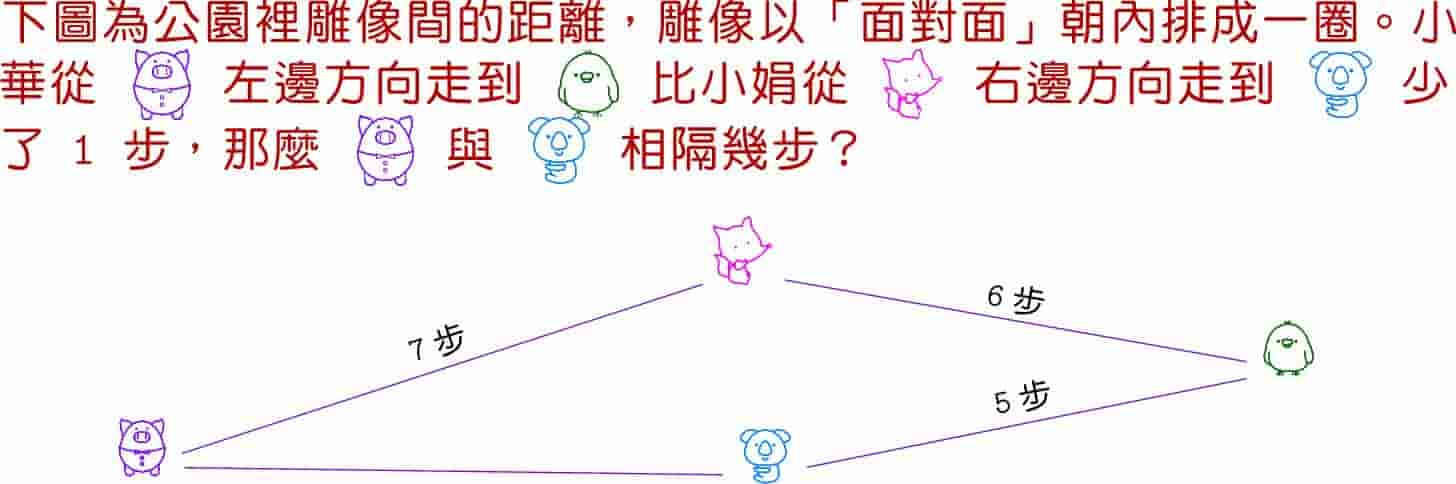 下圖為公園裡雕像間的距離，雕像以「面對面」朝內排成一圈。小
華從 左邊方向走到 比小娟從 右邊方向走到 少
了 1 步，那麼 與 相隔幾步？
6 步
7 步
5 步